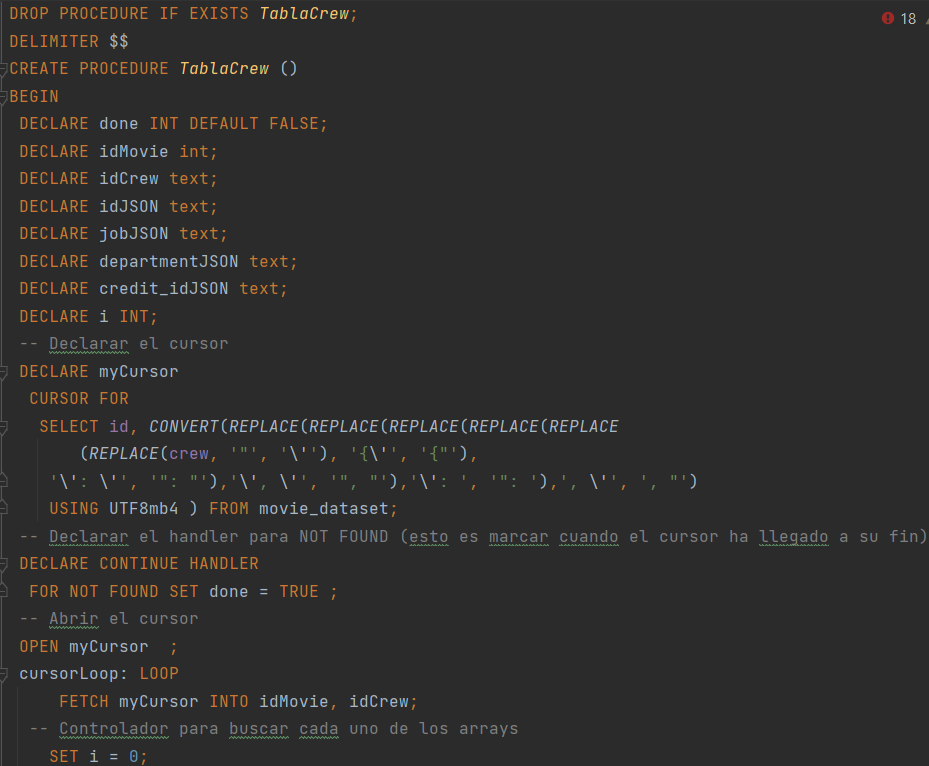 DROP PROCEDURE IF EXISTS TablaCrew;
18
DELIMITER $$
CREATE PROCEDURE TablaCrew ()
BEGIN
DECLARE done INT DEFAULT FALSE;
DECLARE idMovie int;
DECLARE idCrew text;
DECLARE idJSON text;
DECLARE jobJSON text;
DECLARE departmentJSON text;
DECLARE credit_idJSON text;
DECLARE i INT;
-- Declarar el cursor
DECLARE myCursor
CURSOR FOR
SELECT id, CONVERT(REPLACE(REPLACE(REPLACE(REPLACE(REPLACE
(REPLACE(crew, '"', '\''), '{\'', '{"'),
'\': \'', '": "'),'\', \'', '", "'),'\': ', '": '),', \'', ', "')
USING UTF8mb4 ) FROM movie_dataset;
-- Declarar el handler para NOT FOUND (esto es marcar cuando el cursor ha llegado a su fin)
DECLARE CONTINUE HANDLER
FOR NOT FOUND SET done = TRUE ;
-- Abrir el cursor
OPEN myCursor  ;
cursorLoop: LOOP
FETCH myCursor INTO idMovie, idCrew;
-- Controlador para buscar cada uno de los arrays
SET i = 0;